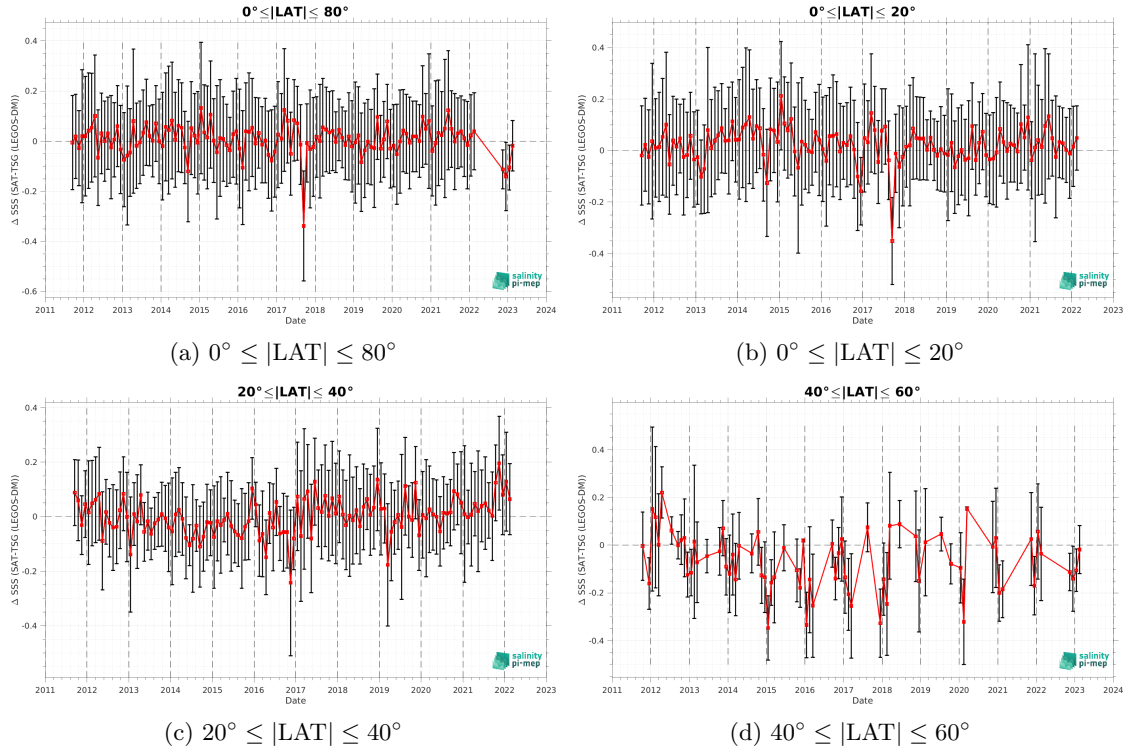 0°≤|LAT|≤ 80°
Δ SSS (SAT-TSG (LEGOS-DM))
0.4
0.2
0
-0.2
-0.4
-0.6
2011 2012 2013 2014 2015 2016 2017 2018 2019 2020 2021 2022 2023 2024
Date
salinity
pi-mep
(a) 0° ≤ |LAT| ≤ 80°
0°≤|LAT|≤ 20°
Δ SSS (SAT-TSG (LEGOS-DM))
0.4
0.2
0
-0.2
-0.4
2011 2012 2013 2014 2015 2016 2017 2018 2019 2020 2021 2022 2023
Date
salinity
pi-mep
(b) 0° ≤ |LAT| ≤ 20°
20°≤|LAT|≤ 40°
Δ SSS (SAT-TSG (LEGOS-DM))
0.4
0.2
0
-0.2
-0.4
2011 2012 2013 2014 2015 2016 2017 2018 2019 2020 2021 2022 2023
Date
salinity
pi-mep
(c) 20° ≤ |LAT| ≤ 40°
40°≤|LAT|≤ 60°
Δ SSS (SAT-TSG (LEGOS-DM))
0.4
0.2
0
-0.2
-0.4
2011 2012 2013 2014 2015 2016 2017 2018 2019 2020 2021 2022 2023 2024
Date
salinity
pi-mep
(d) 40° ≤ |LAT| ≤ 60°